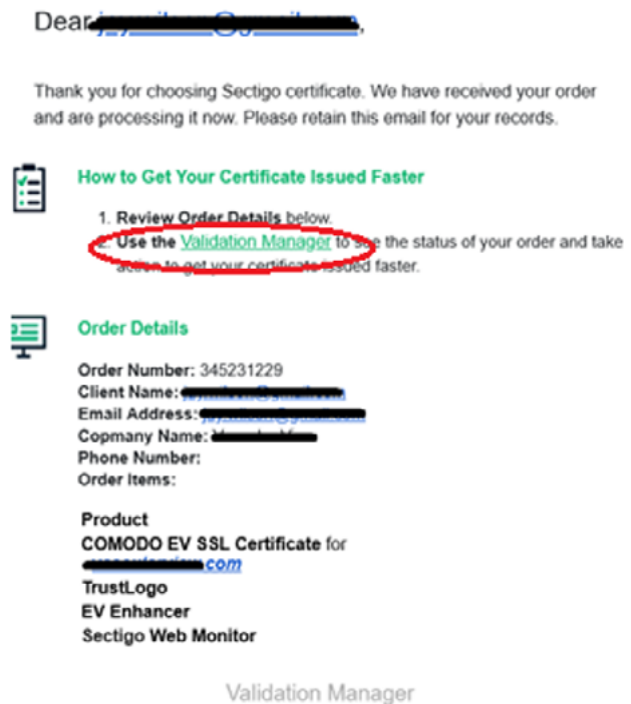 Dear
Thank you for choosing Sectigo certificate. We have received your order
and are processing it now. Please retain this email for your records.
How to Get Your Certificate Issued Faster
1. Review Order Details below.
2. Use the Validation Manager to see the status of your order and take
action to get your certificate issued faster.
Order Details
Order Number: 345231229
Client Name:
Email Address:
Copmany Name:
Phone Number:
Order Items:
Product
COMODO EV SSL Certificate for
.com
TrustLogo
EV Enhancer
Sectigo Web Monitor
Validation Manager